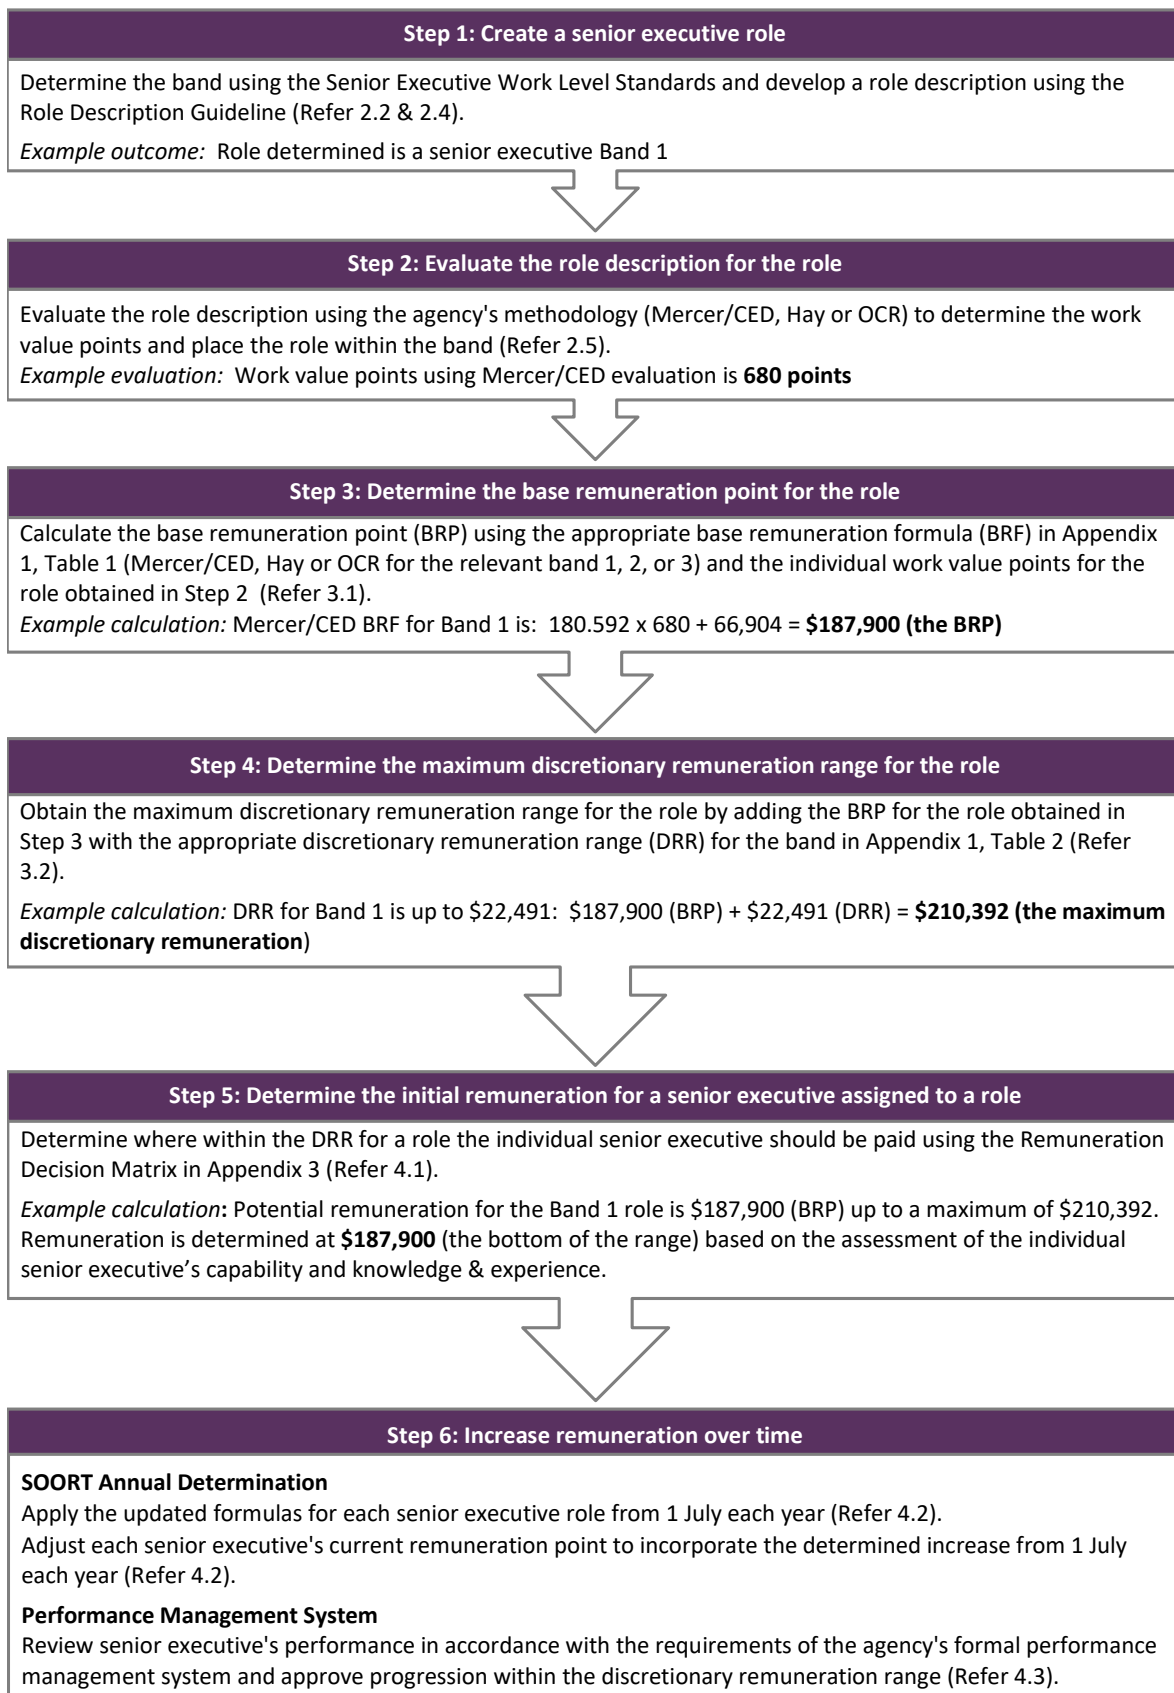 Step 1: Create a senior executive role
Determine the band using the Senior Executive Work Level Standards and develop a role description using the
Role Description Guideline (Refer 2.2 & 2.4).
Example outcome:  Role determined is a senior executive Band 1
Step 2: Evaluate the role description for the role
Evaluate the role description using the agency's methodology (Mercer/CED, Hay or OCR) to determine the work
value points and place the role within the band (Refer 2.5).
Example evaluation:  Work value points using Mercer/CED evaluation is 680 points
Step 3: Determine the base remuneration point for the role
Calculate the base remuneration point (BRP) using the appropriate base remuneration formula (BRF) in Appendix
1, Table 1 (Mercer/CED, Hay or OCR for the relevant band 1, 2, or 3) and the individual work value points for the
role obtained in Step 2  (Refer 3.1).
Example calculation: Mercer/CED BRF for Band 1 is:  180.592 x 680 + 66,904 = $187,900 (the BRP)
Step 4: Determine the maximum discretionary remuneration range for the role
Obtain the maximum discretionary remuneration range for the role by adding the BRP for the role obtained in
Step 3 with the appropriate discretionary remuneration range (DRR) for the band in Appendix 1, Table 2 (Refer
3.2).
Example calculation: DRR for Band 1 is up to $22,491:  $187,900 (BRP) + $22,491 (DRR) = $210,392 (the maximum
discretionary remuneration)
Step 5: Determine the initial remuneration for a senior executive assigned to a role
Determine where within the DRR for a role the individual senior executive should be paid using the Remuneration
Decision Matrix in Appendix 3 (Refer 4.1).
Example calculation: Potential remuneration for the Band 1 role is $187,900 (BRP) up to a maximum of $210,392.
Remuneration is determined at $187,900 (the bottom of the range) based on the assessment of the individual
senior executive’s capability and knowledge & experience.
Step 6: Increase remuneration over time
SOORT Annual Determination
Apply the updated formulas for each senior executive role from 1 July each year (Refer 4.2).
Adjust each senior executive's current remuneration point to incorporate the determined increase from 1 July
each year (Refer 4.2).
Performance Management System
Review senior executive's performance in accordance with the requirements of the agency's formal performance
management system and approve progression within the discretionary remuneration range (Refer 4.3).